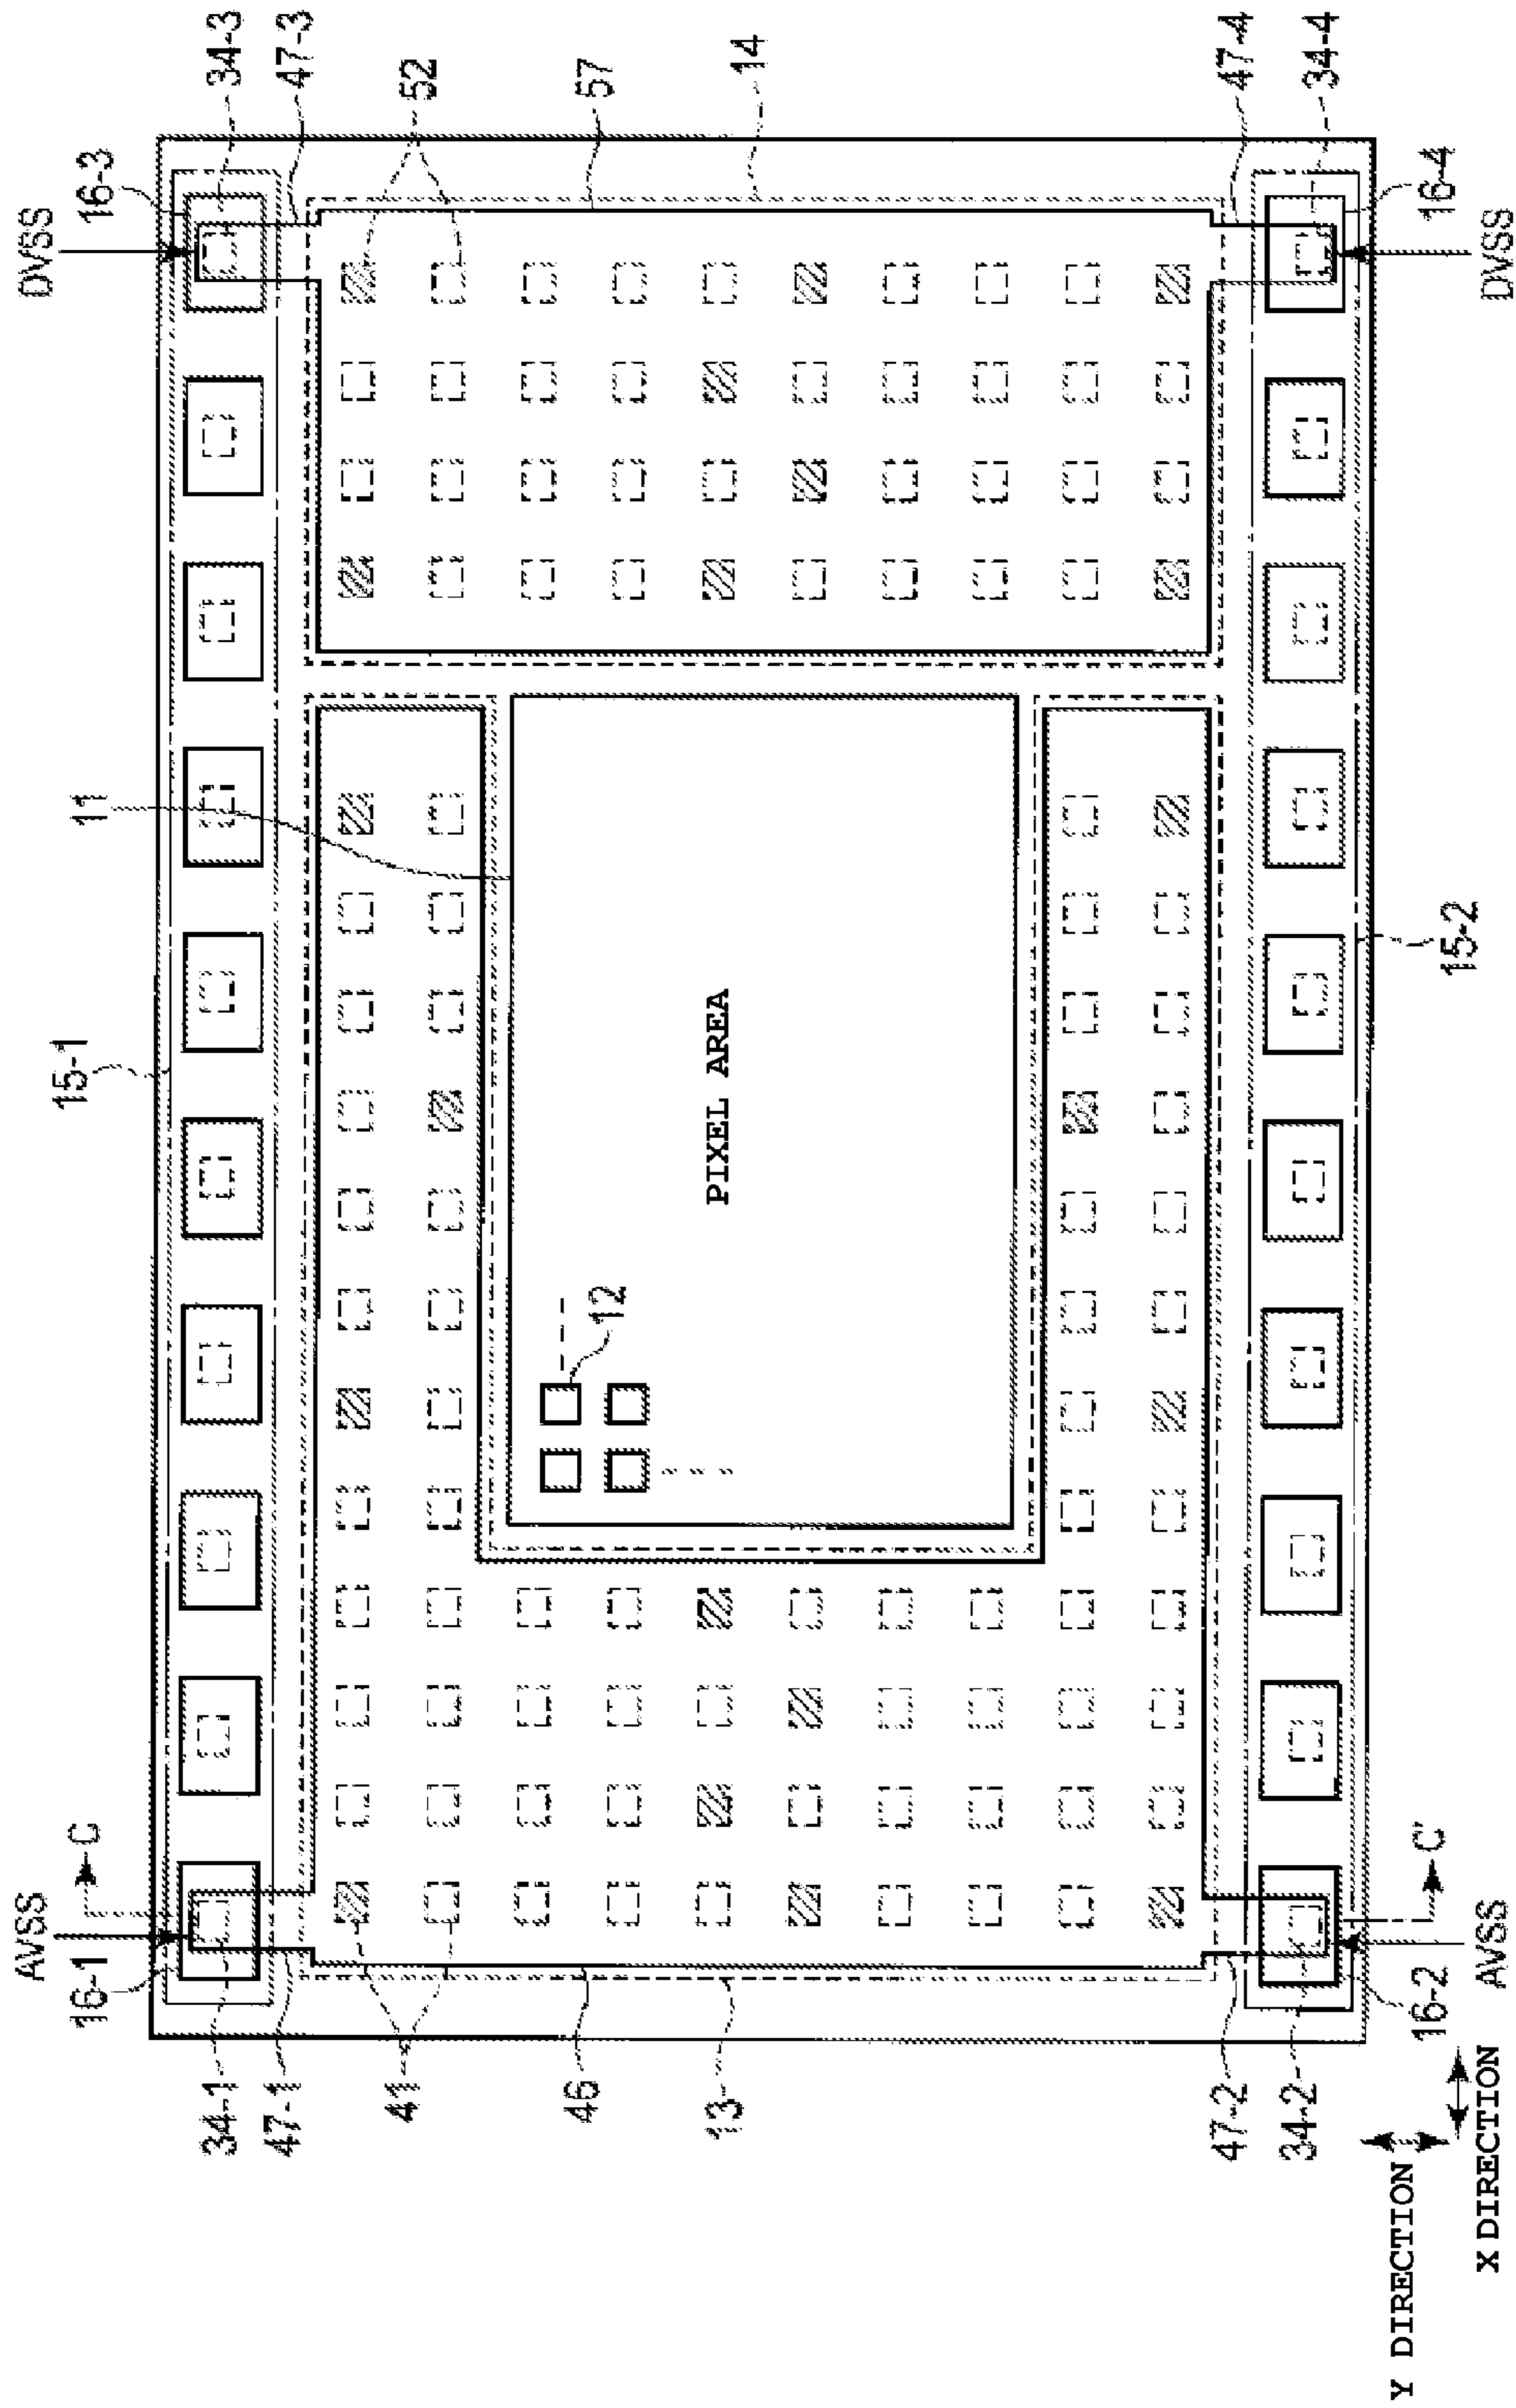 DVSS
16-3
34-3
47-3
52
57
14
47-4
34-4
16-4
DVSS
11
15-1
15-2
PIXEL AREA
12
AVSS
C
16-1
34-1
47-1
41
46
13
47-2
34-2
16-2
C'
AVSS
Y DIRECTION
X DIRECTION